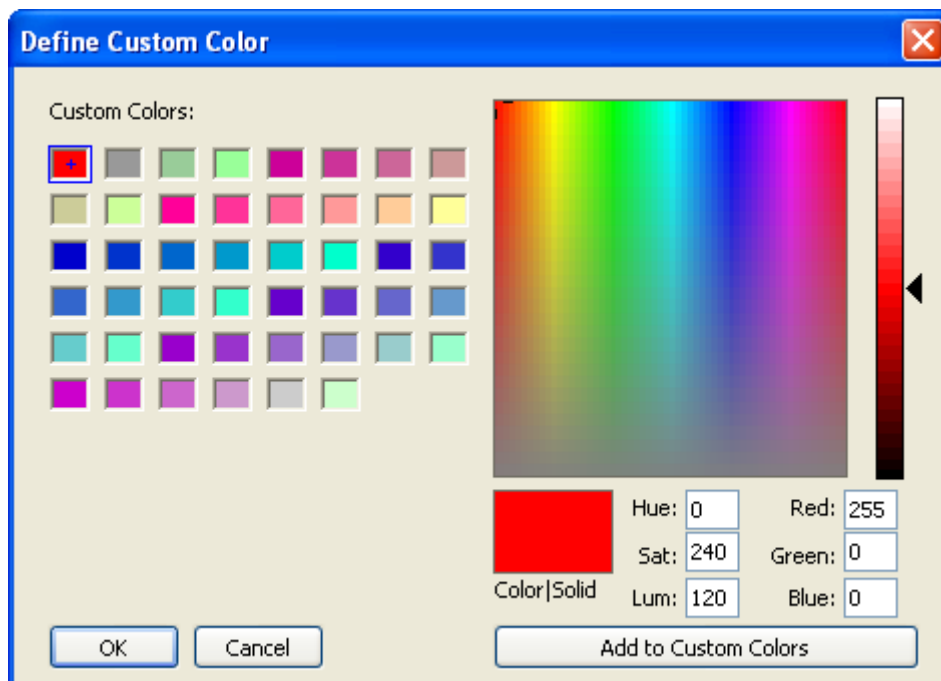 Define Custom Color
Custom Colors:
Hue: 0 Red: 255
Sat: 240 Green: 0
Color|Solid Lum: 120 Blue: 0
OK Cancel Add to Custom Colors